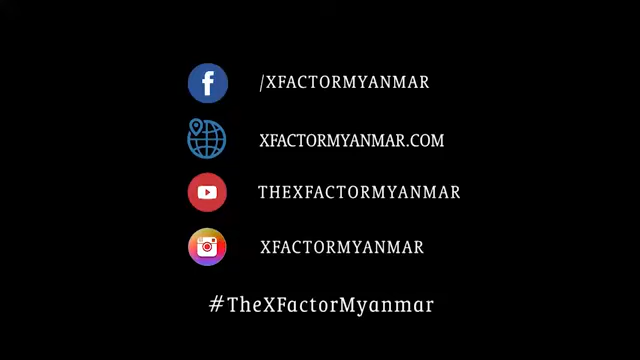 /XFACTORMYANMAR
XFACTORMYANMAR.COM
THEXFACTORMYANMAR
XFACTORMYANMAR
#TheXFactorMyanmar